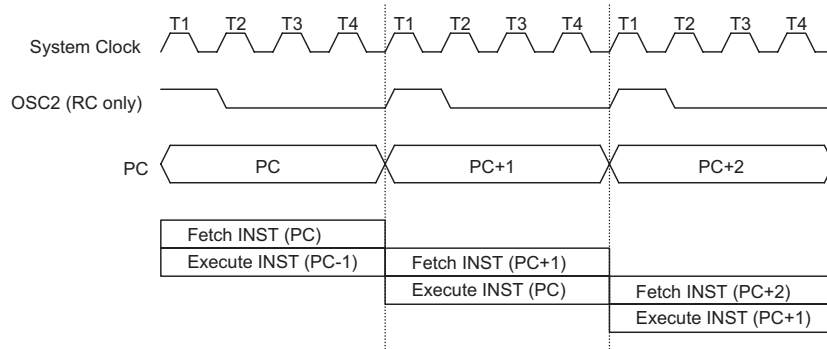 T1 T2 T3 T4 T1 T2 T3 T4 T1 T2 T3 T4
System Clock
OSC2 (RC only)
PC PC PC+1 PC+2
Fetch INST (PC)
Execute INST (PC-1) Fetch INST (PC+1)
Execute INST (PC) Fetch INST (PC+2)
Execute INST (PC+1)